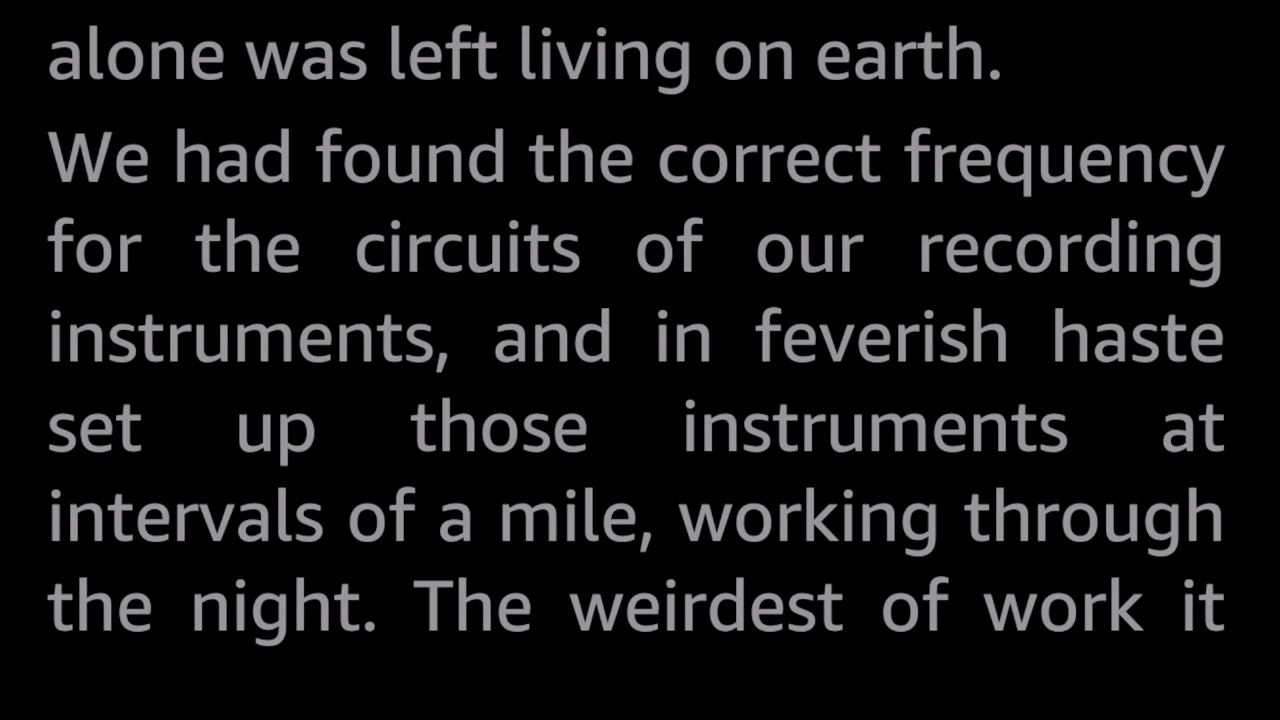 alone was left living on earth.
We had found the correct frequency
for the circuits of our recording
instruments, and in feverish haste
set up those instruments at
intervals of a mile, working through
the night. The weirdest of work it